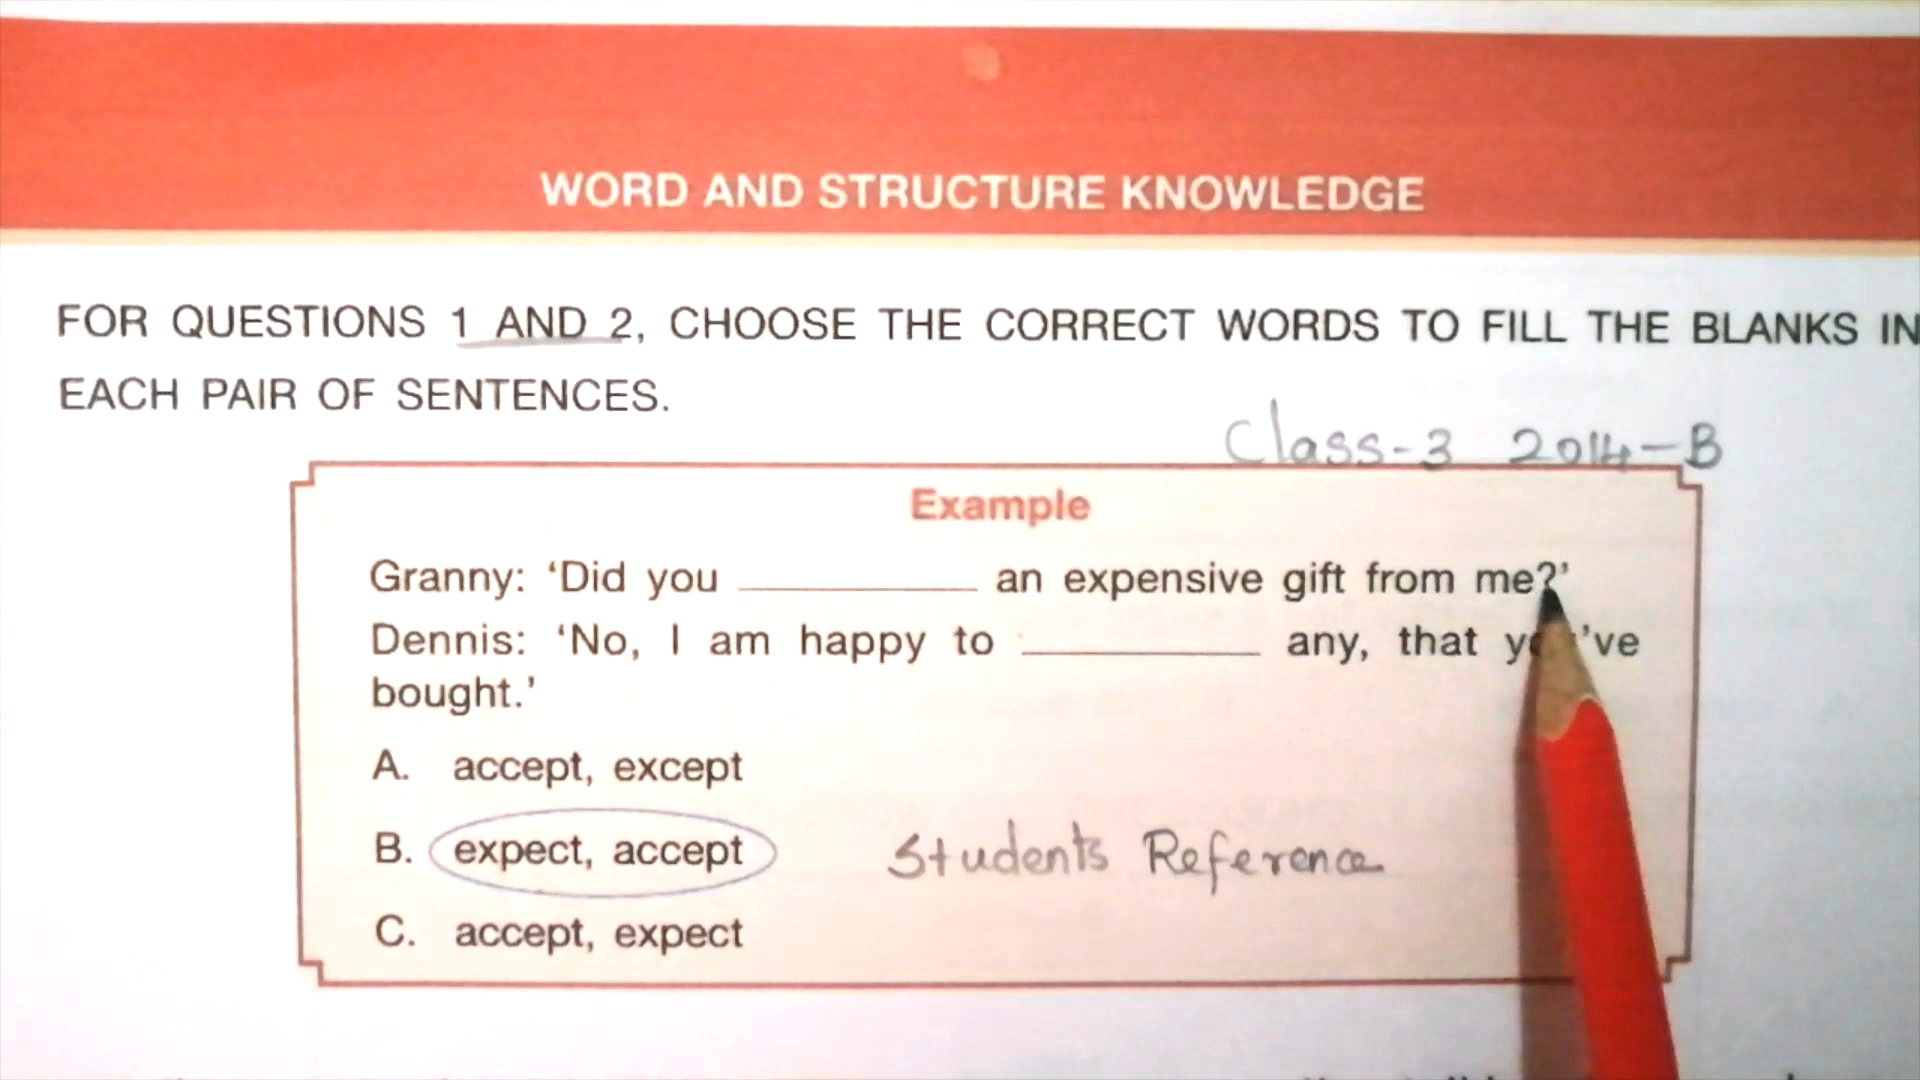 WORD AND STRUCTURE KNOWLEDGE
FOR QUESTIONS 1 AND 2, CHOOSE THE CORRECT WORDS TO FILL THE BLANKS IN
EACH PAIR OF SENTENCES.
Class-3 2014-B
Example
Granny: ‘Did you __________ an expensive gift from me?’
Dennis: ‘No, I am happy to __________ any, that
bought.’
A. accept, except
B. expect, accept
Students Reference
C. accept, expect